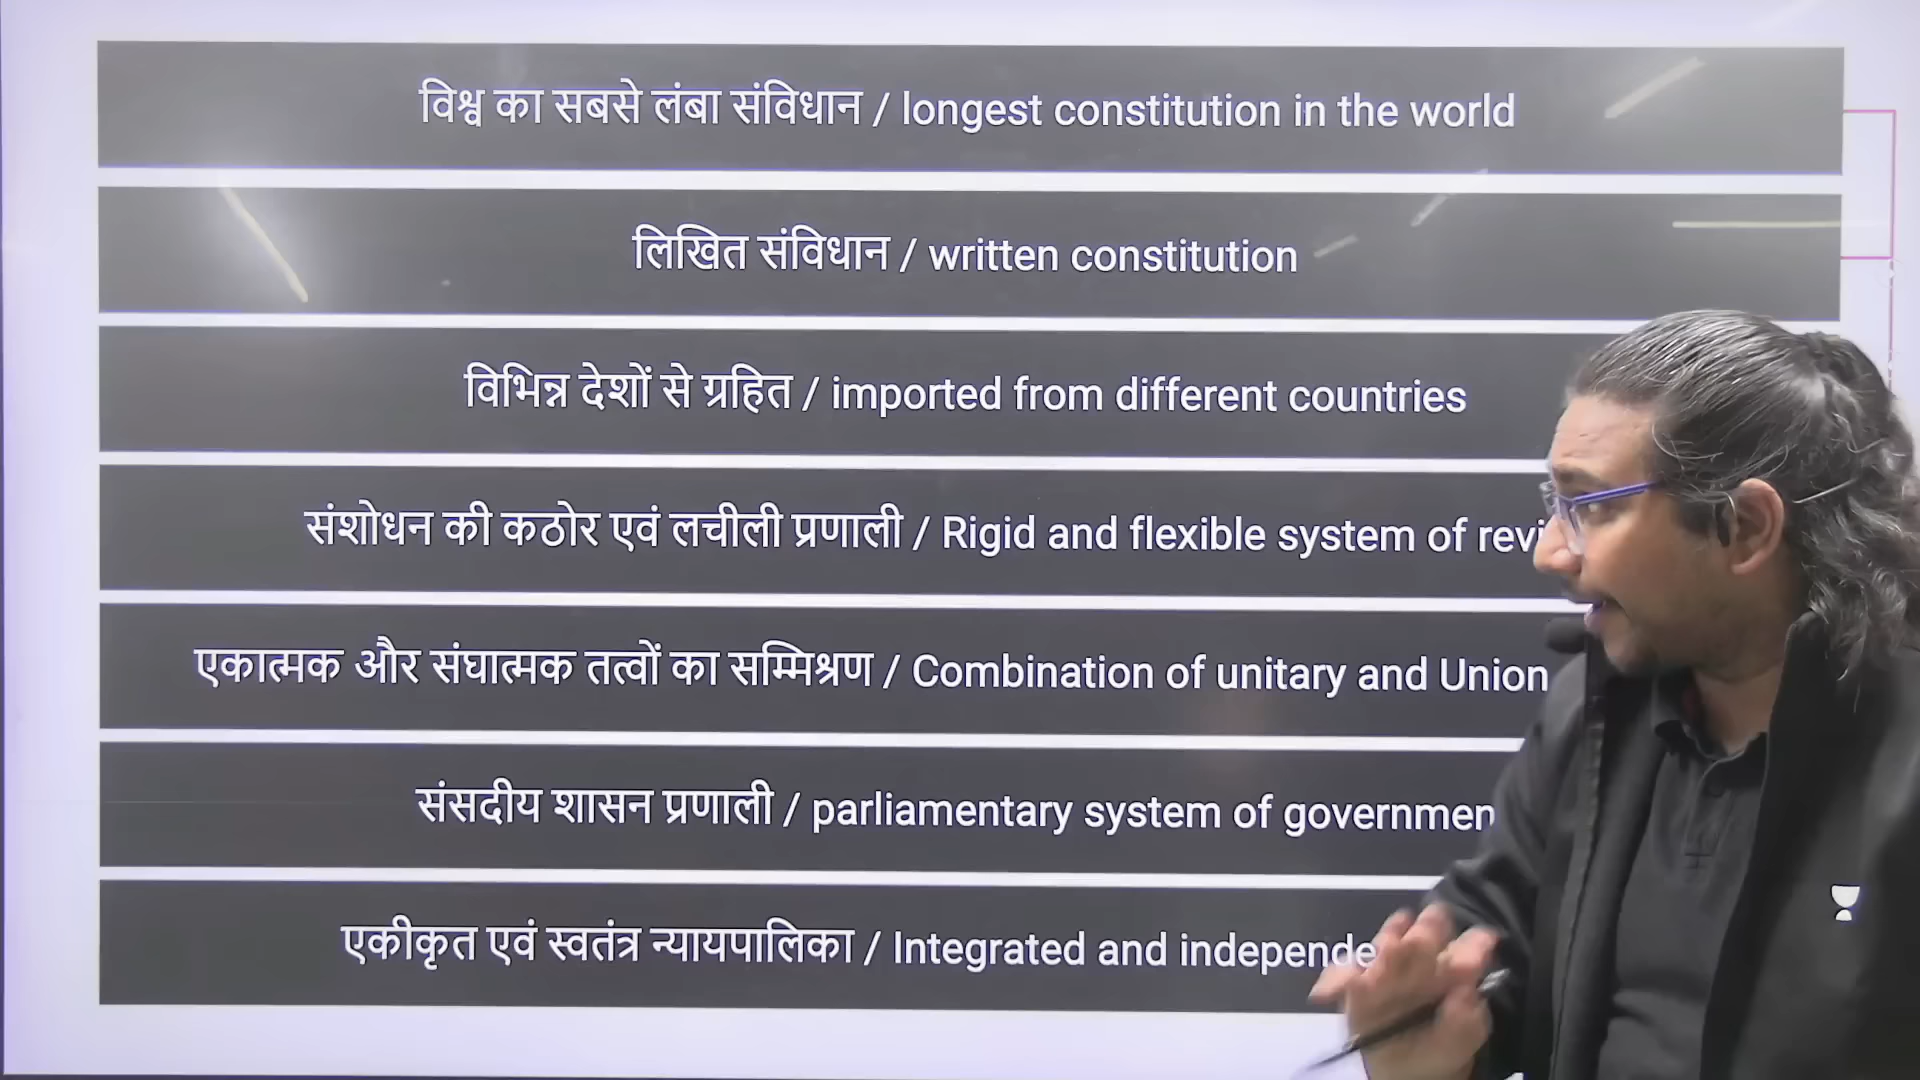 विश्व का सबसे लंबा संविधान / longest constitution in the world
लिखित संविधान / written constitution
विभिन्न देशों से ग्रहित / imported from different countries
संशोधन की कठोर एवं लचीली प्रणाली / Rigid and flexible system of
एकात्मक और संघात्मक तत्वों का सम्मिश्रण / Combination of unitary and Union
संसदीय शासन प्रणाली / parliamentary system of
एकीकृत एवं स्वतंत्र न्यायपालिका / Integrated and